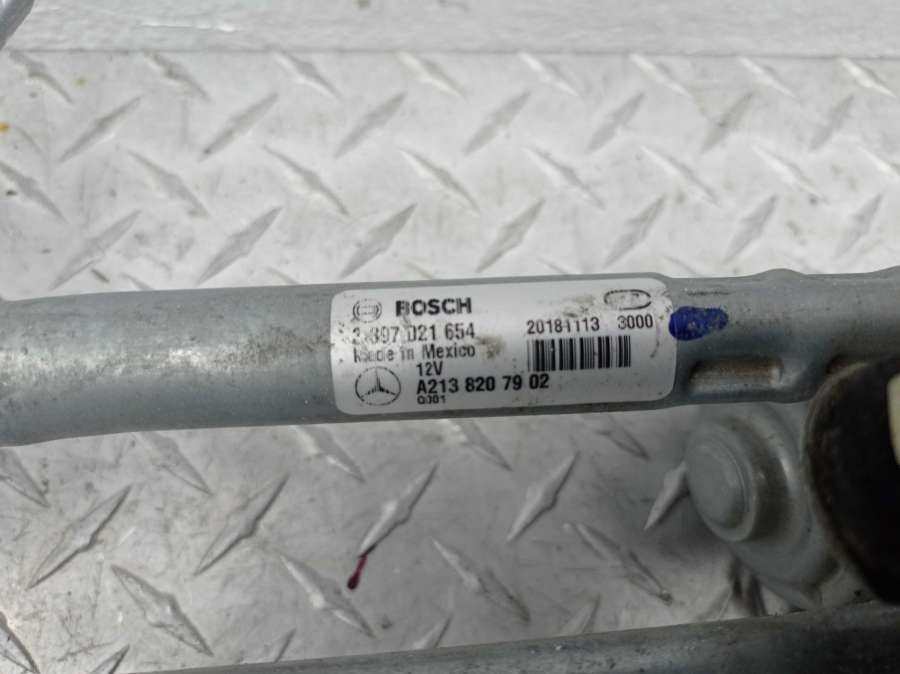 BOSCH
3 397 021 654
20181113 3000
Made in Mexico
12V
A213 820 79 02
Q001